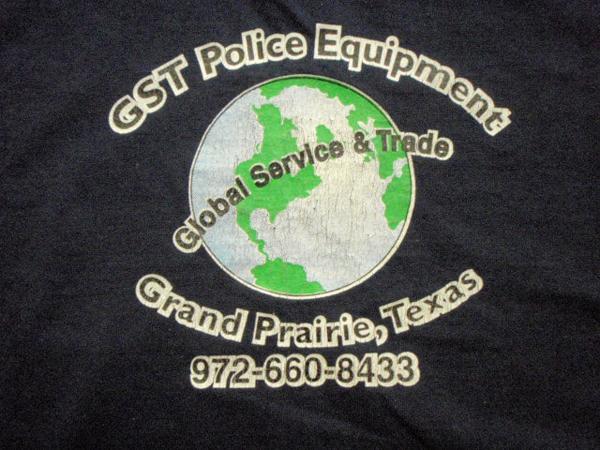 GST Police Equipment
Global Service & Trade
Grand Prairie, Texas
972-660-8433